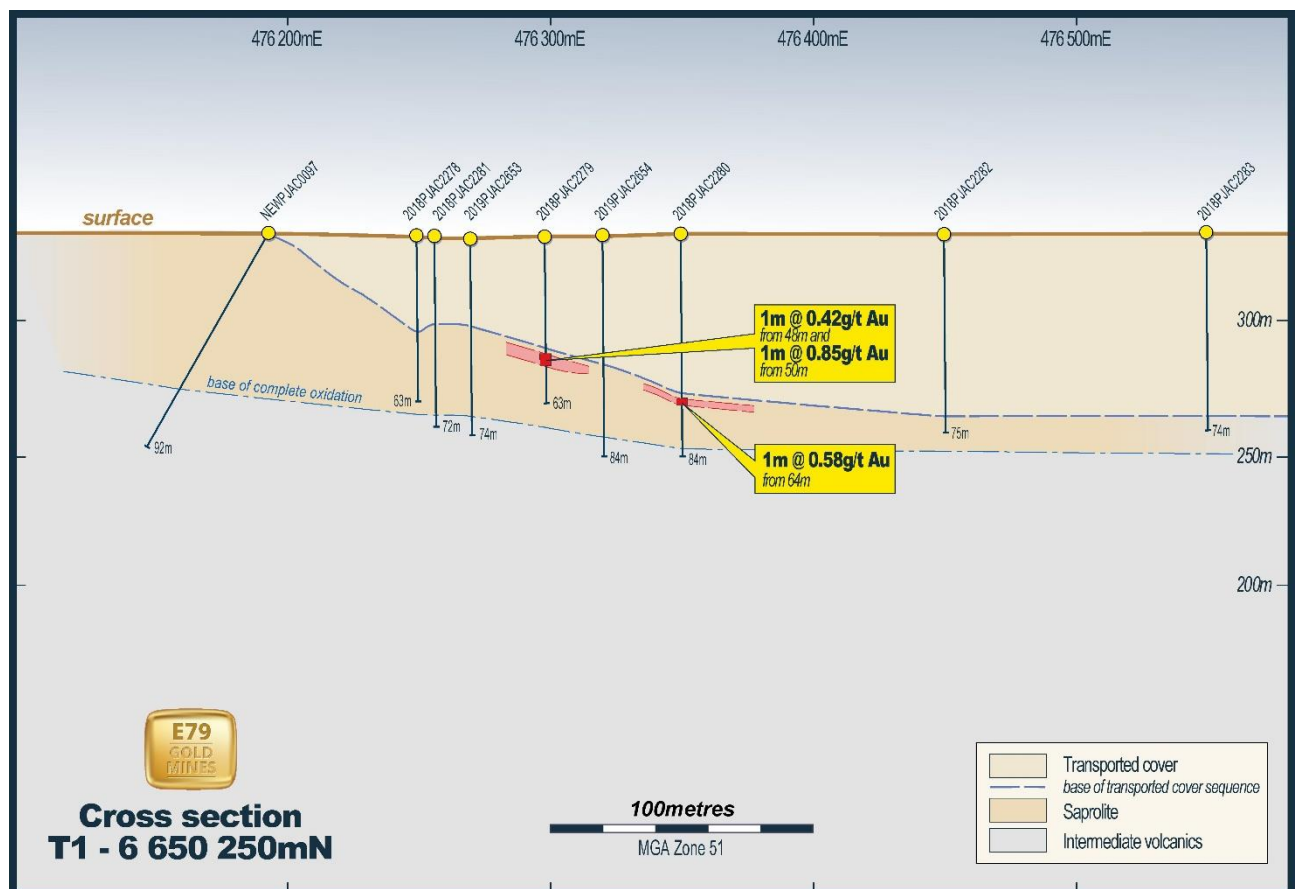 476 200mE
476 300mE
476 400mE
476 500mE
NEWPJAC0097
2018PJAC2278
2018PJAC2281
2019PJAC2653
2018PJAC2279
2019PJAC2654
2018PJAC2280
2018PJAC2282
2018PJAC2283
surface
1m @ 0.42g/t Au
from 48m and
1m @ 0.85g/t Au
from 50m
300m
base of complete oxidation
63m
63m
92m
72m
74m
84m
84m
75m
74m
1m @ 0.58g/t Au
from 64m
250m
200m
E79
GOLD
MINES
Cross section
T1 - 6 650 250mN
100metres
MGA Zone 51
Transported cover
base of transported cover sequence
Saprolite
Intermediate volcanics